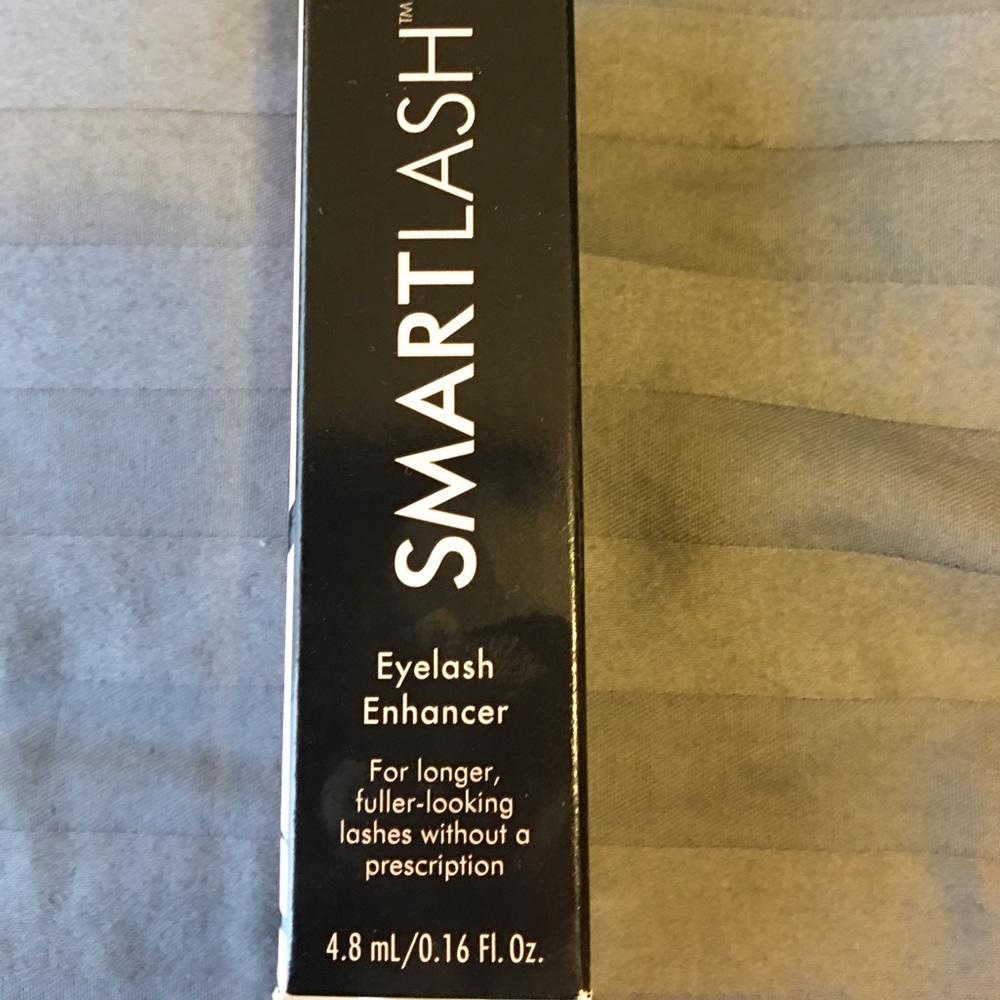 SMARTLASH™
Eyelash
Enhancer
For longer,
fuller-looking
lashes without a
prescription
4.8 mL/0.16 Fl. Oz.